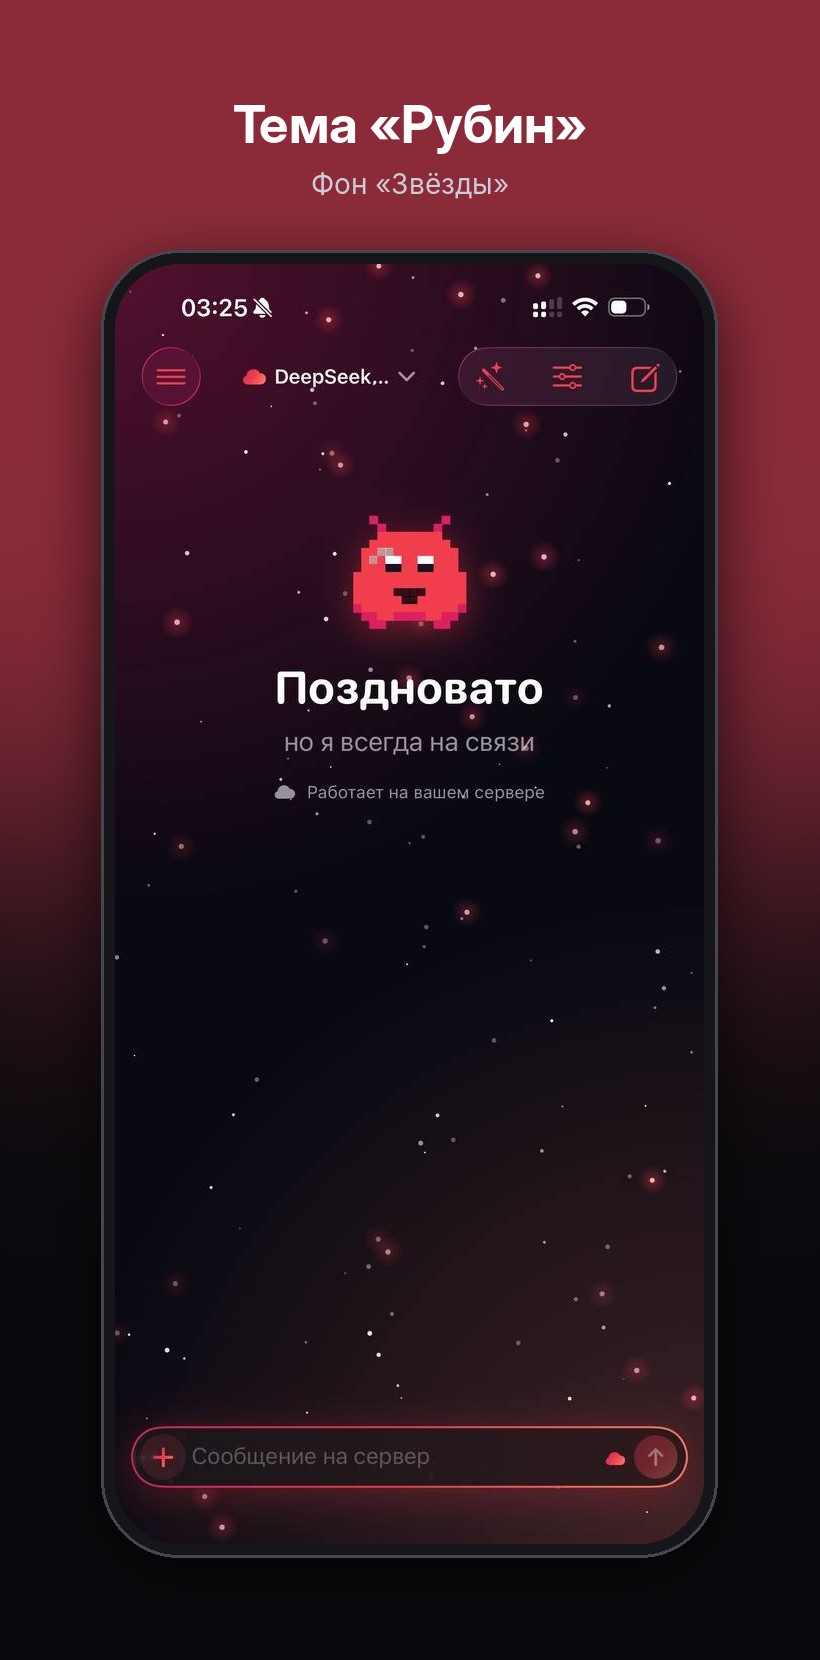 Тема «Рубин»
Фон «Звёзды»
03:25
DeepSeek,..
Поздновато
но я всегда на связи
Работает на вашем сервере
Сообщение на сервер